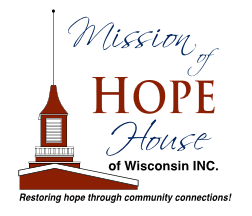 Mission
of
HOPE
House
of Wisconsin INC.
Restoring hope through community connections!